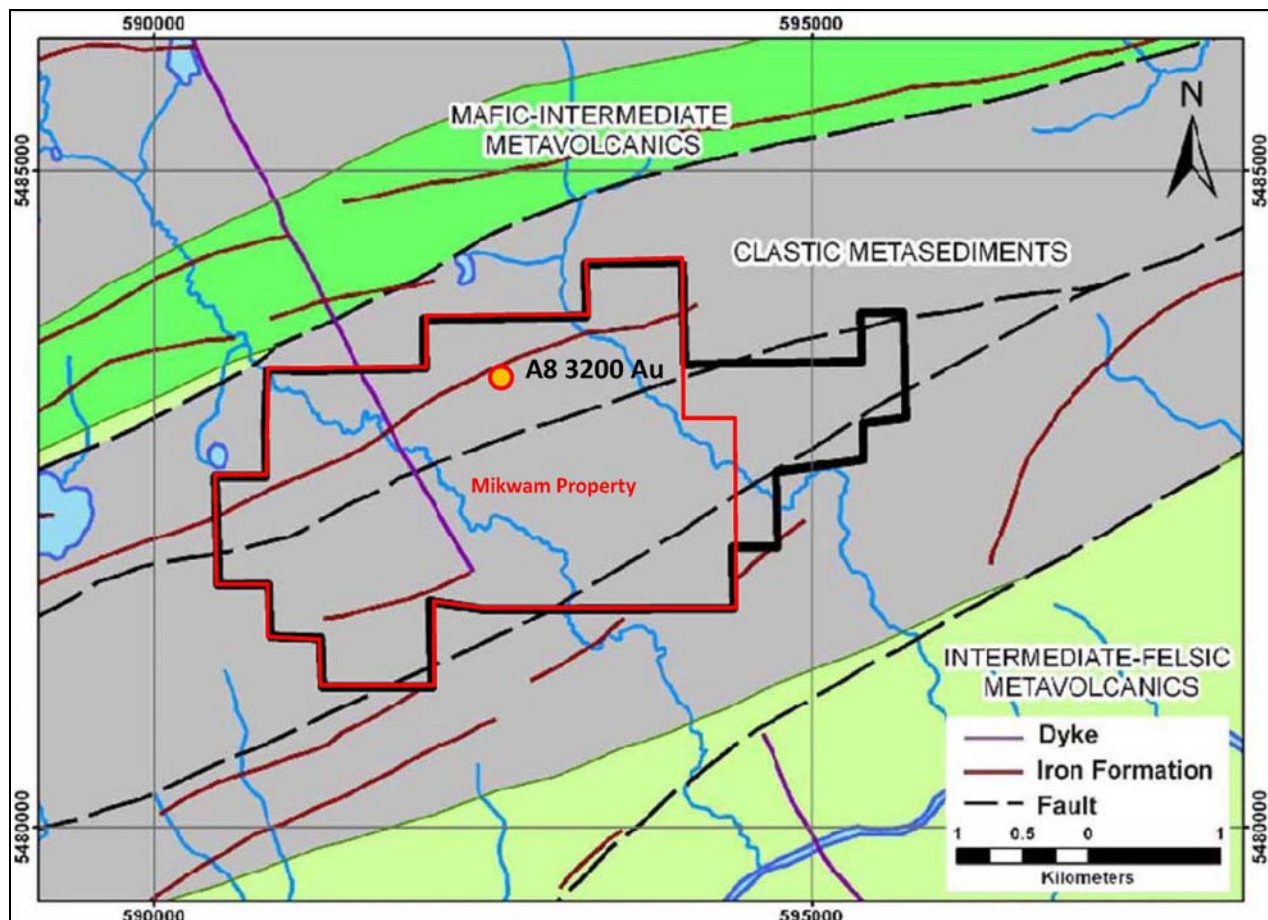 590000
595000
MAFIC-INTERMEDIATE
METAVOLCANICS
N
5485000
5485000
CLASTIC METASEDIMENTS
A8 3200 Au
Mikwam Property
INTERMEDIATE-FELSIC
METAVOLCANICS
Dyke
Iron Formation
Fault
1 0.5 0 1
Kilometers
5480000
5480000
590000
595000